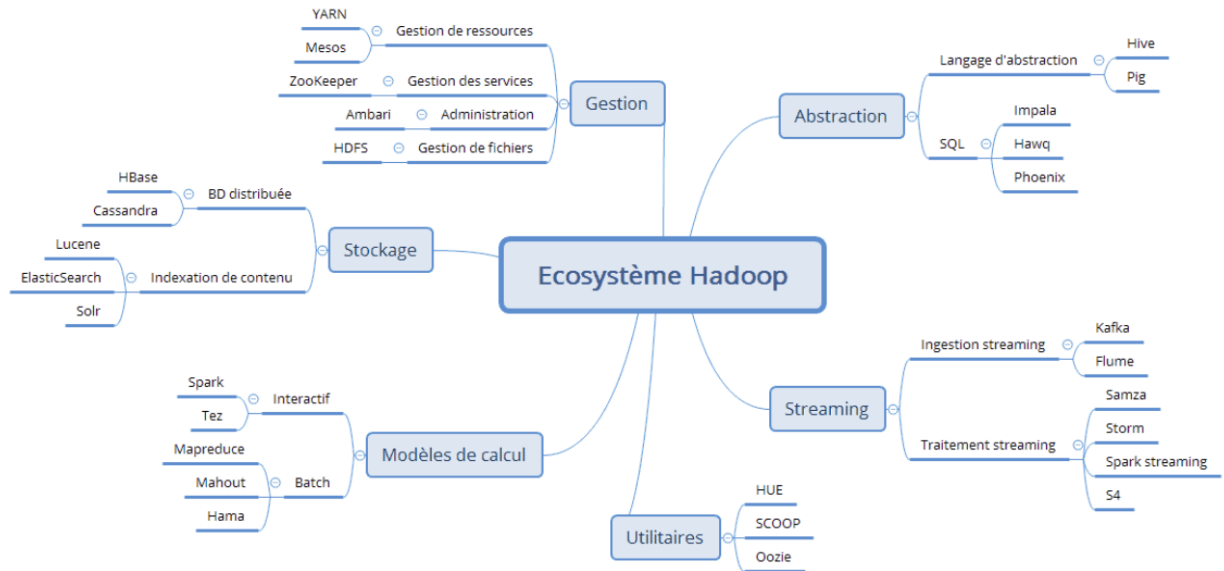 Ecosystème Hadoop
Gestion
Gestion de ressources
YARN
Mesos
Gestion des services
ZooKeeper
Administration
Ambari
Gestion de fichiers
HDFS
Stockage
BD distribuée
HBase
Cassandra
Indexation de contenu
Lucene
ElasticSearch
Solr
Modèles de calcul
Interactif
Spark
Tez
Batch
Mapreduce
Mahout
Hama
Abstraction
Langage d'abstraction
Hive
Pig
SQL
Impala
Hawq
Phoenix
Streaming
Ingestion streaming
Kafka
Flume
Traitement streaming
Samza
Storm
Spark streaming
S4
Utilitaires
HUE
SCOOP
Oozie